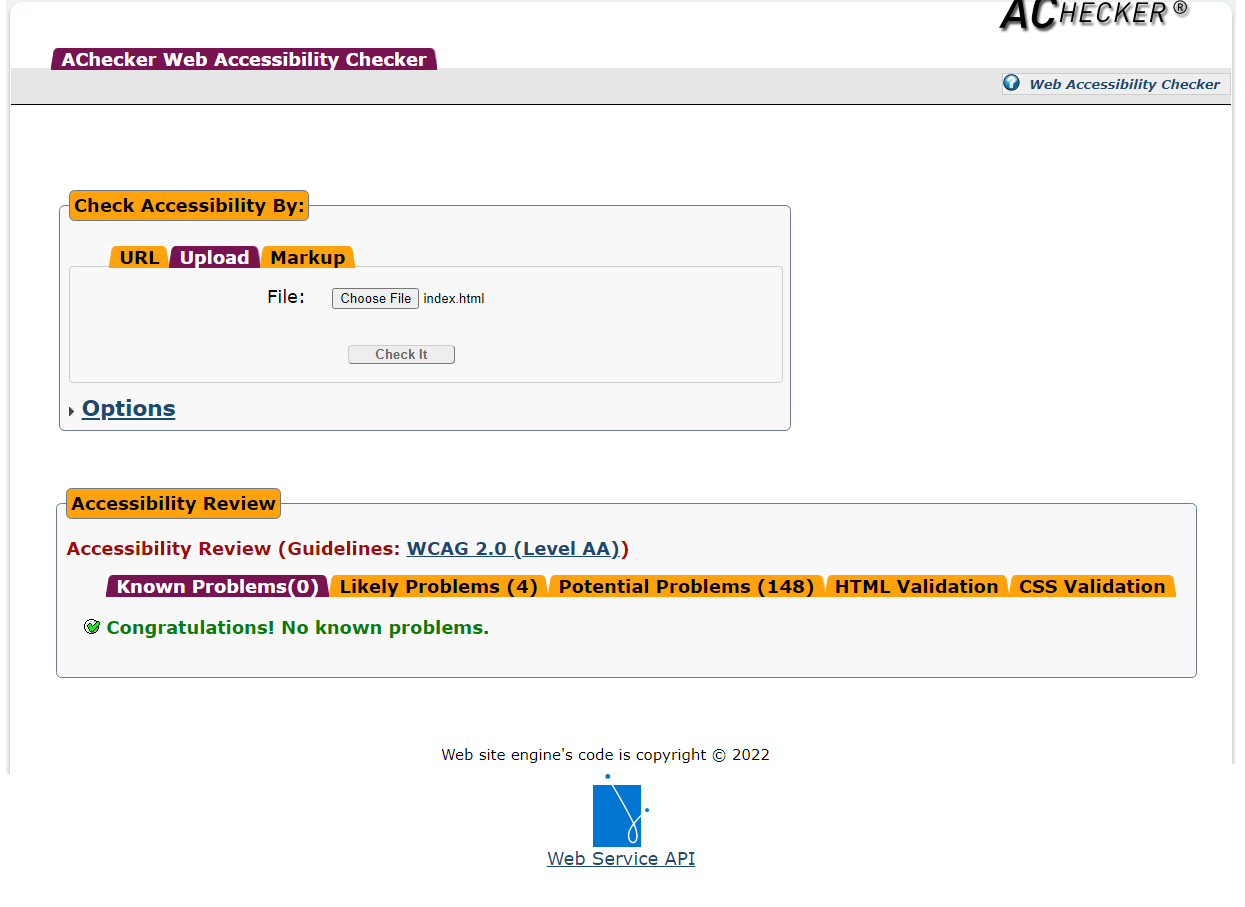 ACHECKER ®
AChecker Web Accessibility Checker
? Web Accessibility Checker
Check Accessibility By:
URL Upload Markup
File: Choose File index.html
Check It
Options
Accessibility Review
Accessibility Review (Guidelines: WCAG 2.0 (Level AA))
Known Problems(0) Likely Problems (4) Potential Problems (148) HTML Validation CSS Validation
Congratulations! No known problems.
Web site engine's code is copyright © 2022
Web Service API